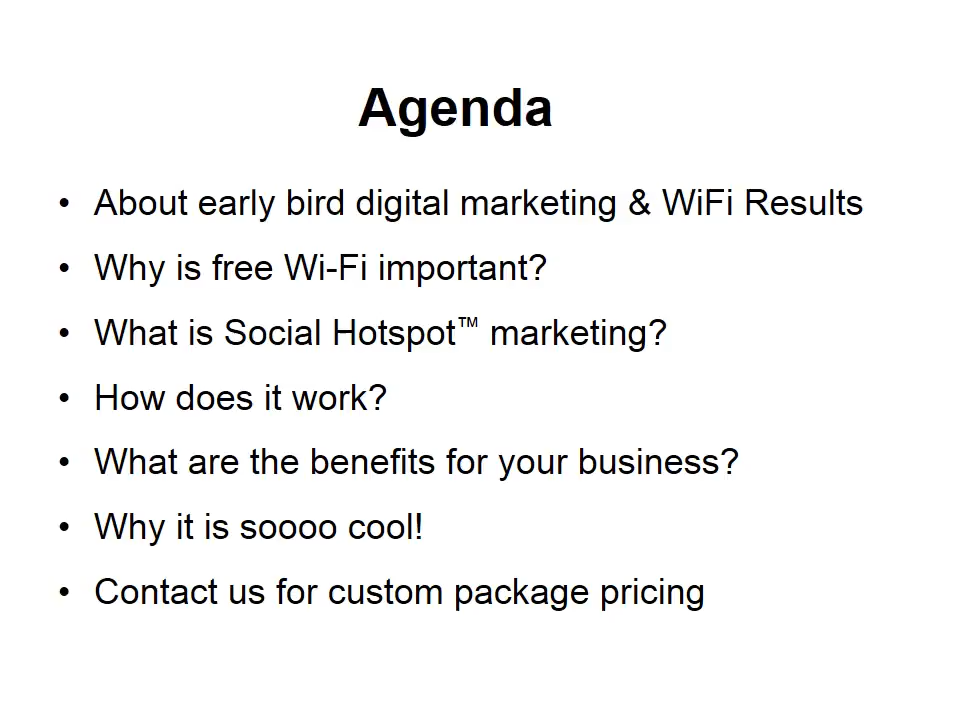 Agenda
• About early bird digital marketing & WiFi Results
• Why is free Wi-Fi important?
• What is Social Hotspot™ marketing?
• How does it work?
• What are the benefits for your business?
• Why it is soooo cool!
• Contact us for custom package pricing